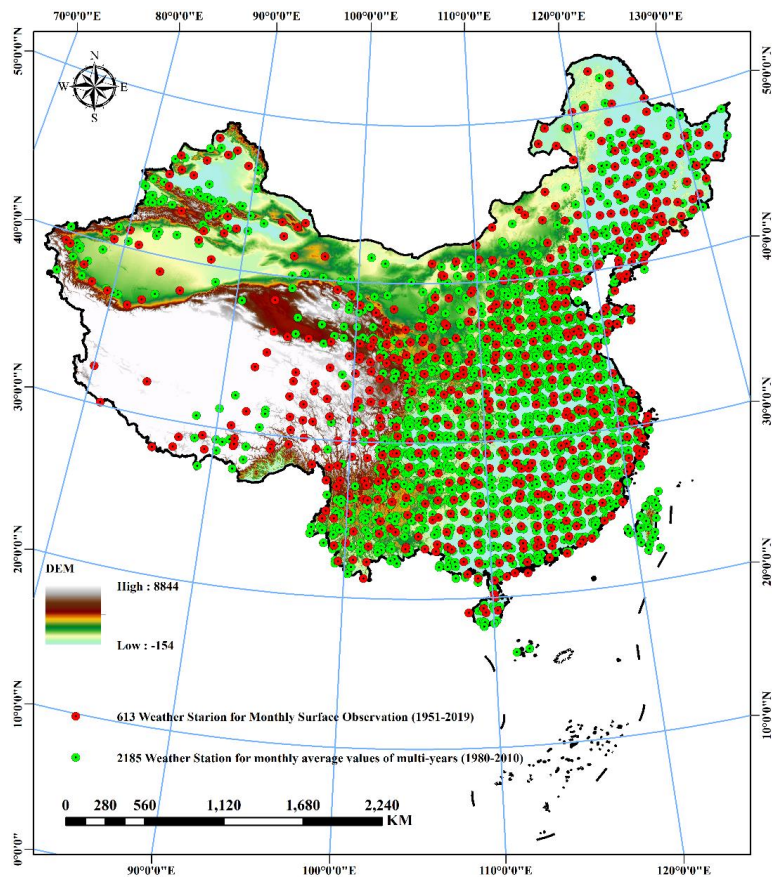 70°0'0"E 80°0'0"E 90°0'0"E 100°0'0"E 110°0'0"E 120°0'0"E 130°0'0"E
50°0'0"N
40°0'0"N
30°0'0"N
20°0'0"N
10°0'0"N
0°0'0"
50°0'0"N
40°0'0"N
30°0'0"N
20°0'0"N
10°0'0"N
N
W E
S
DEM
High : 8844
Low : -154
613 Weather Starion for Monthly Surface Observation (1951-2019)
2185 Weather Station for monthly average values of multi-years (1980-2010)
0 280 560 1,120 1,680 2,240
KM
90°0'0"E 100°0'0"E 110°0'0"E 120°0'0"E